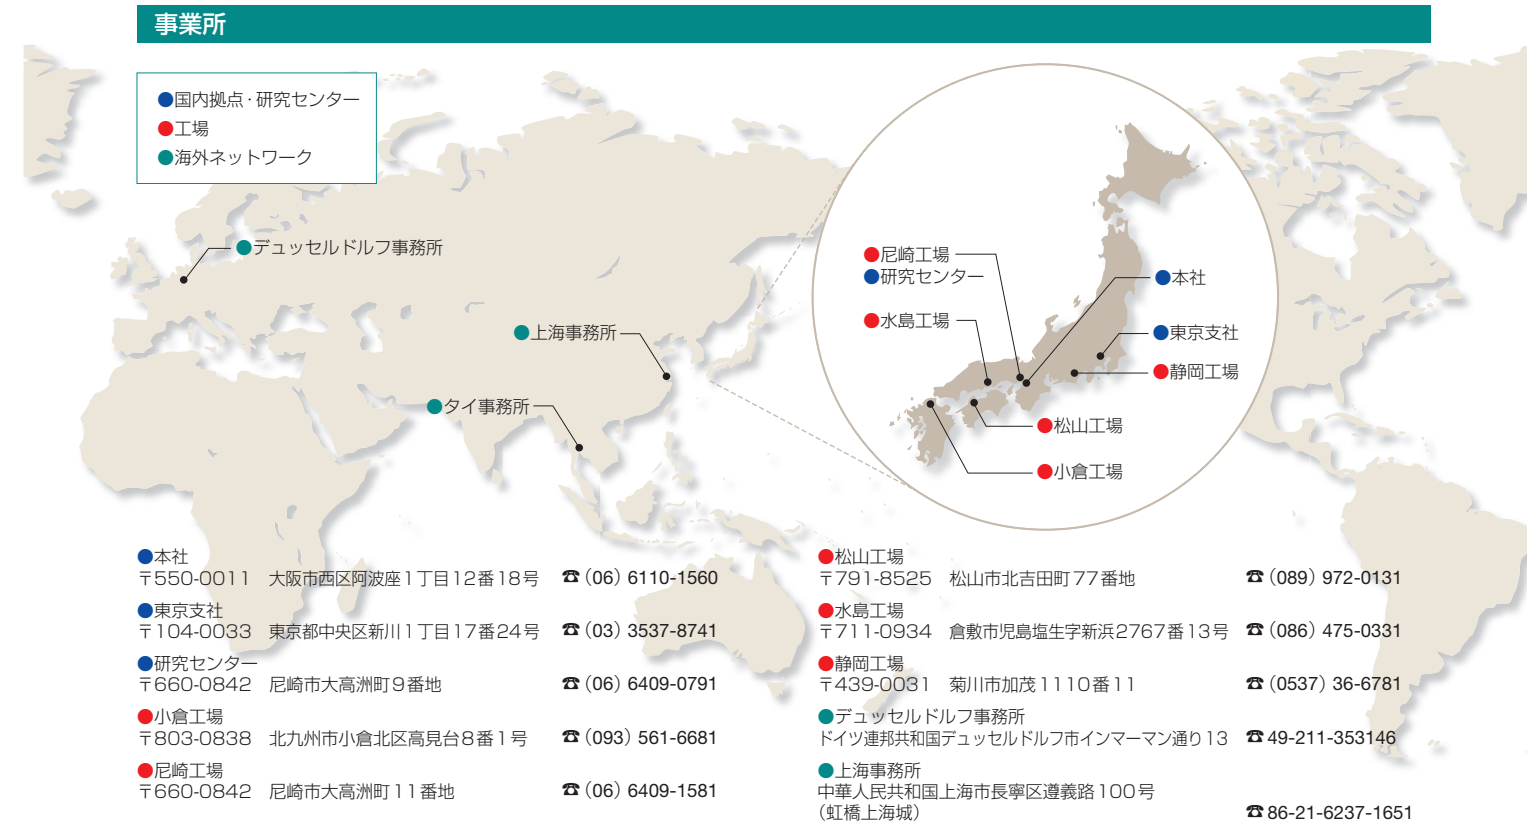 事業所
●国内拠点・研究センター
●工場
●海外ネットワーク
●デュッセルドルフ事務所
●上海事務所
●タイ事務所
●尼崎工場
●研究センター
●水島工場
●本社
●東京支社
●静岡工場
●松山工場
●小倉工場
●本社
〒550-0011 大阪市西区阿波座1丁目12番18号 ☎(06) 6110-1560
●東京支社
〒104-0033 東京都中央区新川1丁目17番24号 ☎(03) 3537-8741
●研究センター
〒660-0842 尼崎市大高洲町9番地 ☎(06) 6409-0791
●小倉工場
〒803-0838 北九州市小倉北区高見台8番1号 ☎(093) 561-6681
●尼崎工場
〒660-0842 尼崎市大高洲町11番地 ☎(06) 6409-1581
●松山工場
〒791-8525 松山市北吉田町77番地 ☎(089) 972-0131
●水島工場
〒711-0934 倉敷市児島塩生字新浜2767番13号 ☎(086) 475-0331
●静岡工場
〒439-0031 菊川市加茂1110番11 ☎(0537) 36-6781
●デュッセルドルフ事務所
ドイツ連邦共和国デュッセルドルフ市インマーマン通り13 ☎49-211-353146
●上海事務所
中華人民共和国上海市長寧区遵義路100号
(虹橋上海城) ☎86-21-6237-1651